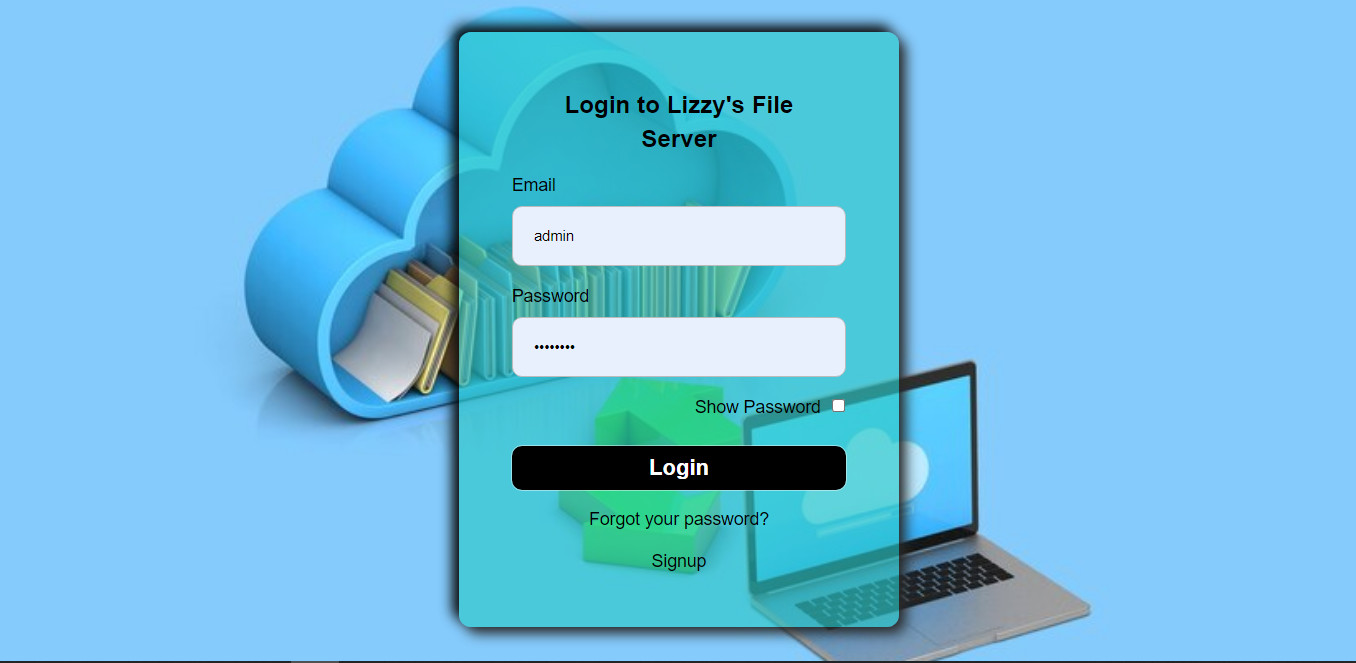 Login to Lizzy's File
Server
Email
admin
Password
••••••••
Show Password
Login
Forgot your password?
Signup